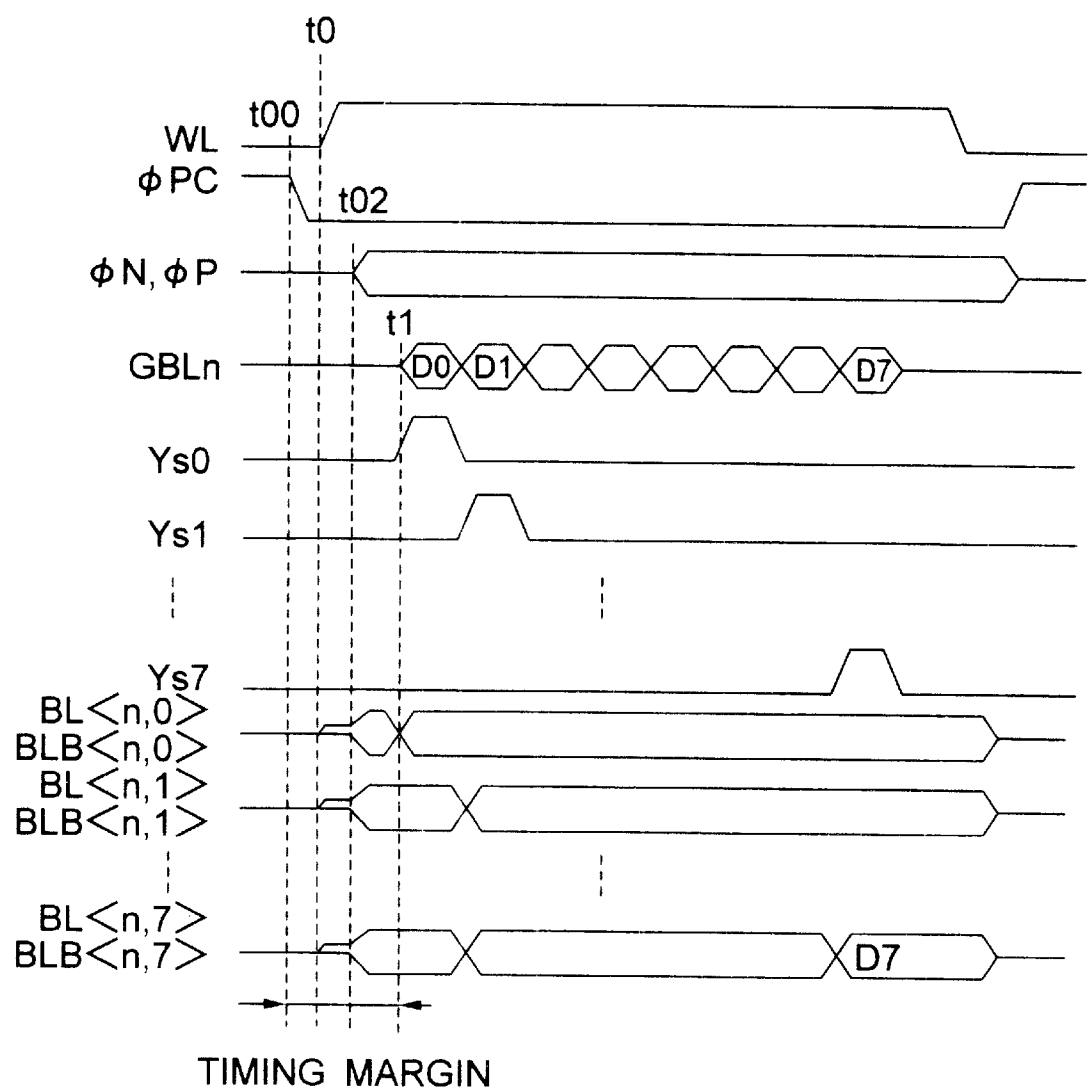 t0
t00
WL
φPC
t02
φN, φP
t1
GBLn
D0
D1
D7
Ys0
Ys1
Ys7
BL<n,0>
BLB<n,0>
BL<n,1>
BLB<n,1>
BL<n,7>
BLB<n,7>
D7
TIMING MARGIN